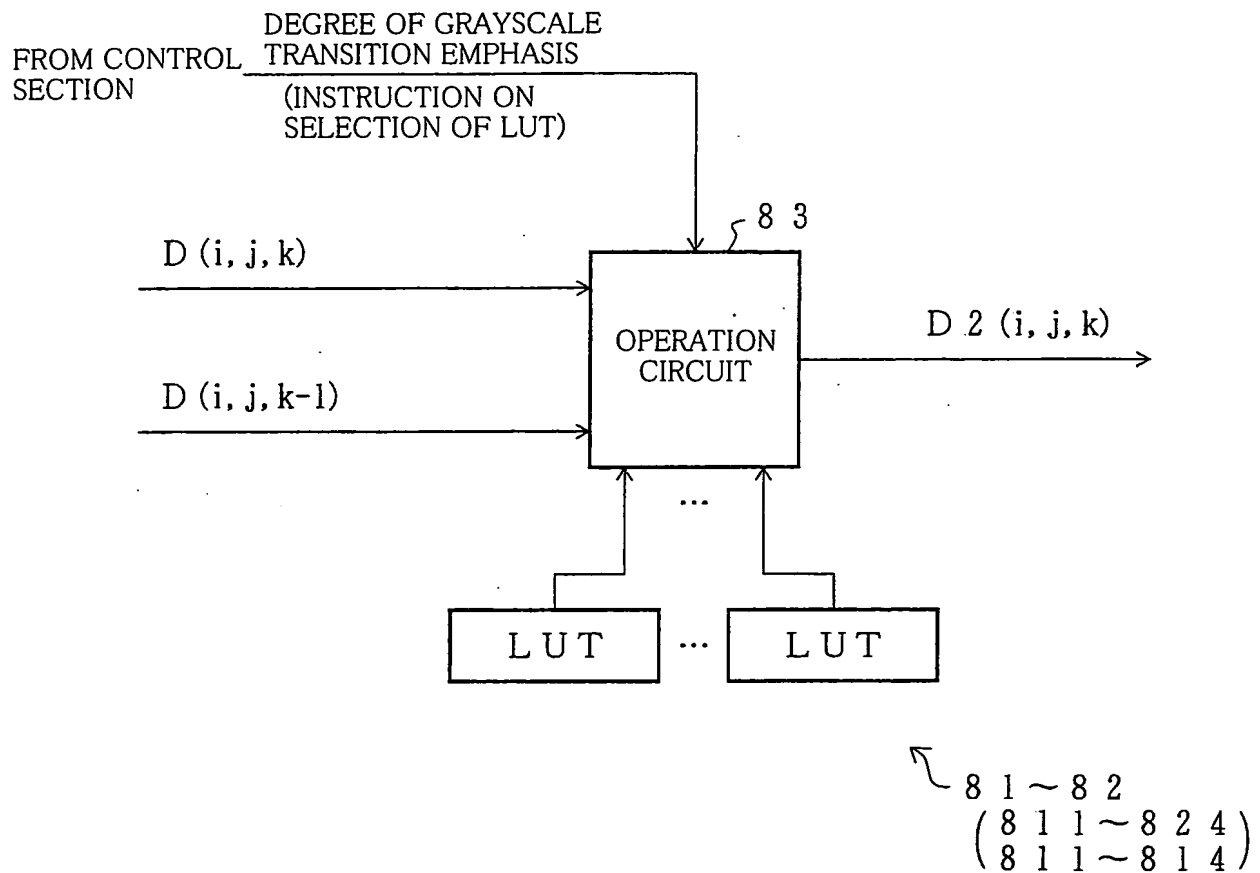 DEGREE OF GRAYSCALE
TRANSITION EMPHASIS
FROM CONTROL
SECTION
(INSTRUCTION ON
SELECTION OF LUT)
8 3
D (i, j, k)
OPERATION
CIRCUIT
D 2 (i, j, k)
D (i, j, k-1)
...
LUT ... LUT
8 1 ~ 8 2
(8 1 1 ~ 8 2 4
8 1 1 ~ 8 1 4)